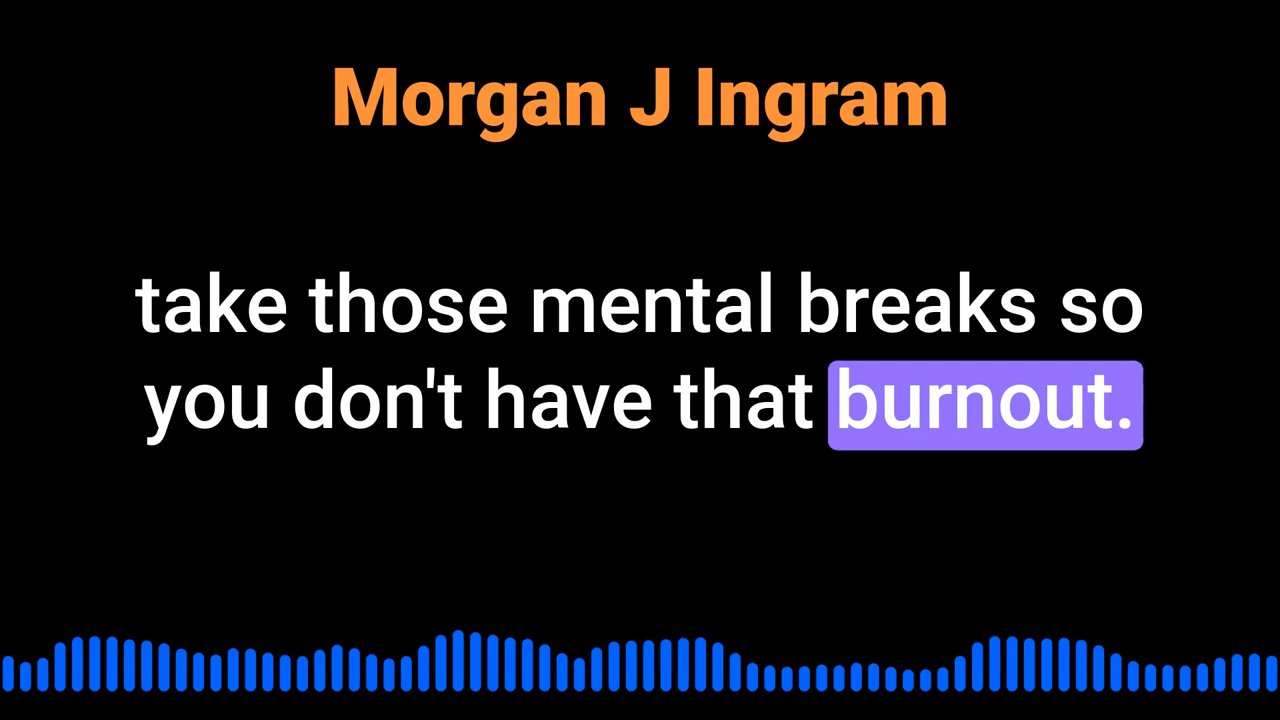 Morgan J Ingram
take those mental breaks so
you don't have that burnout.